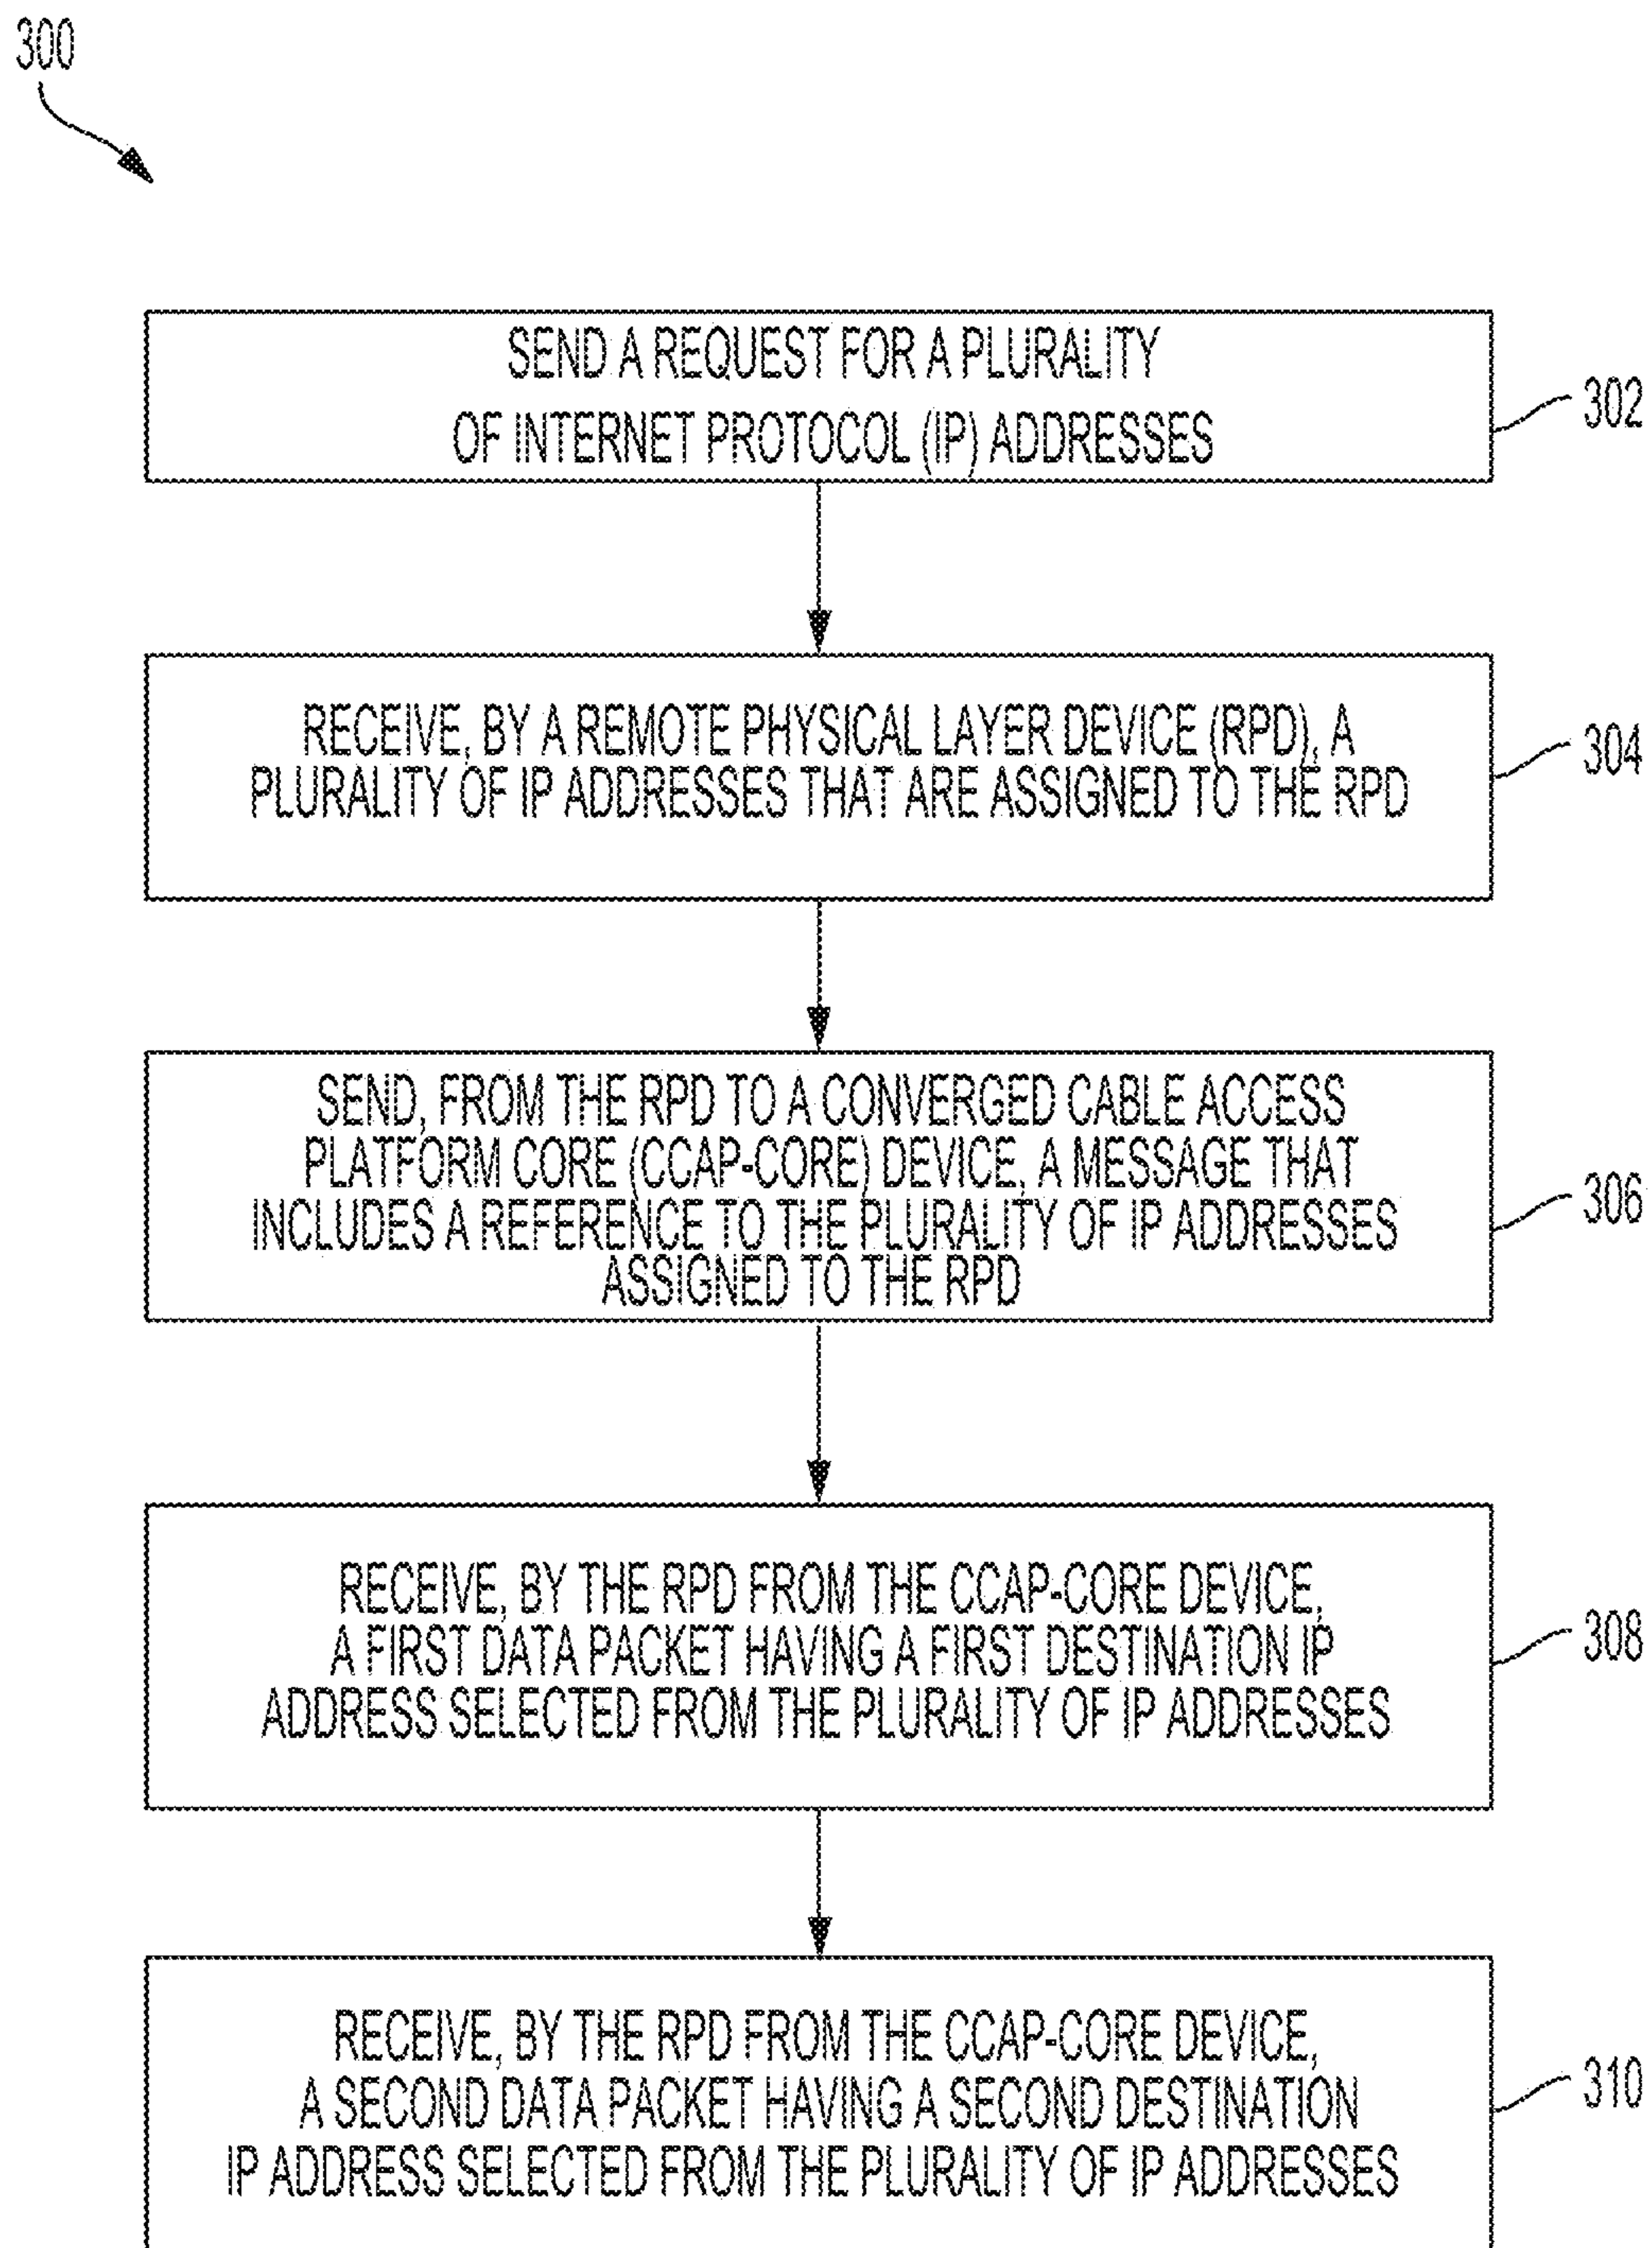 300
SEND A REQUEST FOR A PLURALITY
OF INTERNET PROTOCOL (IP) ADDRESSES
302
RECEIVE, BY A REMOTE PHYSICAL LAYER DEVICE (RPD), A
PLURALITY OF IP ADDRESSES THAT ARE ASSIGNED TO THE RPD
304
SEND, FROM THE RPD TO A CONVERGED CABLE ACCESS
PLATFORM CORE (CCAP-CORE) DEVICE, A MESSAGE THAT
INCLUDES A REFERENCE TO THE PLURALITY OF IP ADDRESSES
ASSIGNED TO THE RPD
306
RECEIVE, BY THE RPD FROM THE CCAP-CORE DEVICE,
A FIRST DATA PACKET HAVING A FIRST DESTINATION IP
ADDRESS SELECTED FROM THE PLURALITY OF IP ADDRESSES
308
RECEIVE, BY THE RPD FROM THE CCAP-CORE DEVICE,
A SECOND DATA PACKET HAVING A SECOND DESTINATION
IP ADDRESS SELECTED FROM THE PLURALITY OF IP ADDRESSES
310